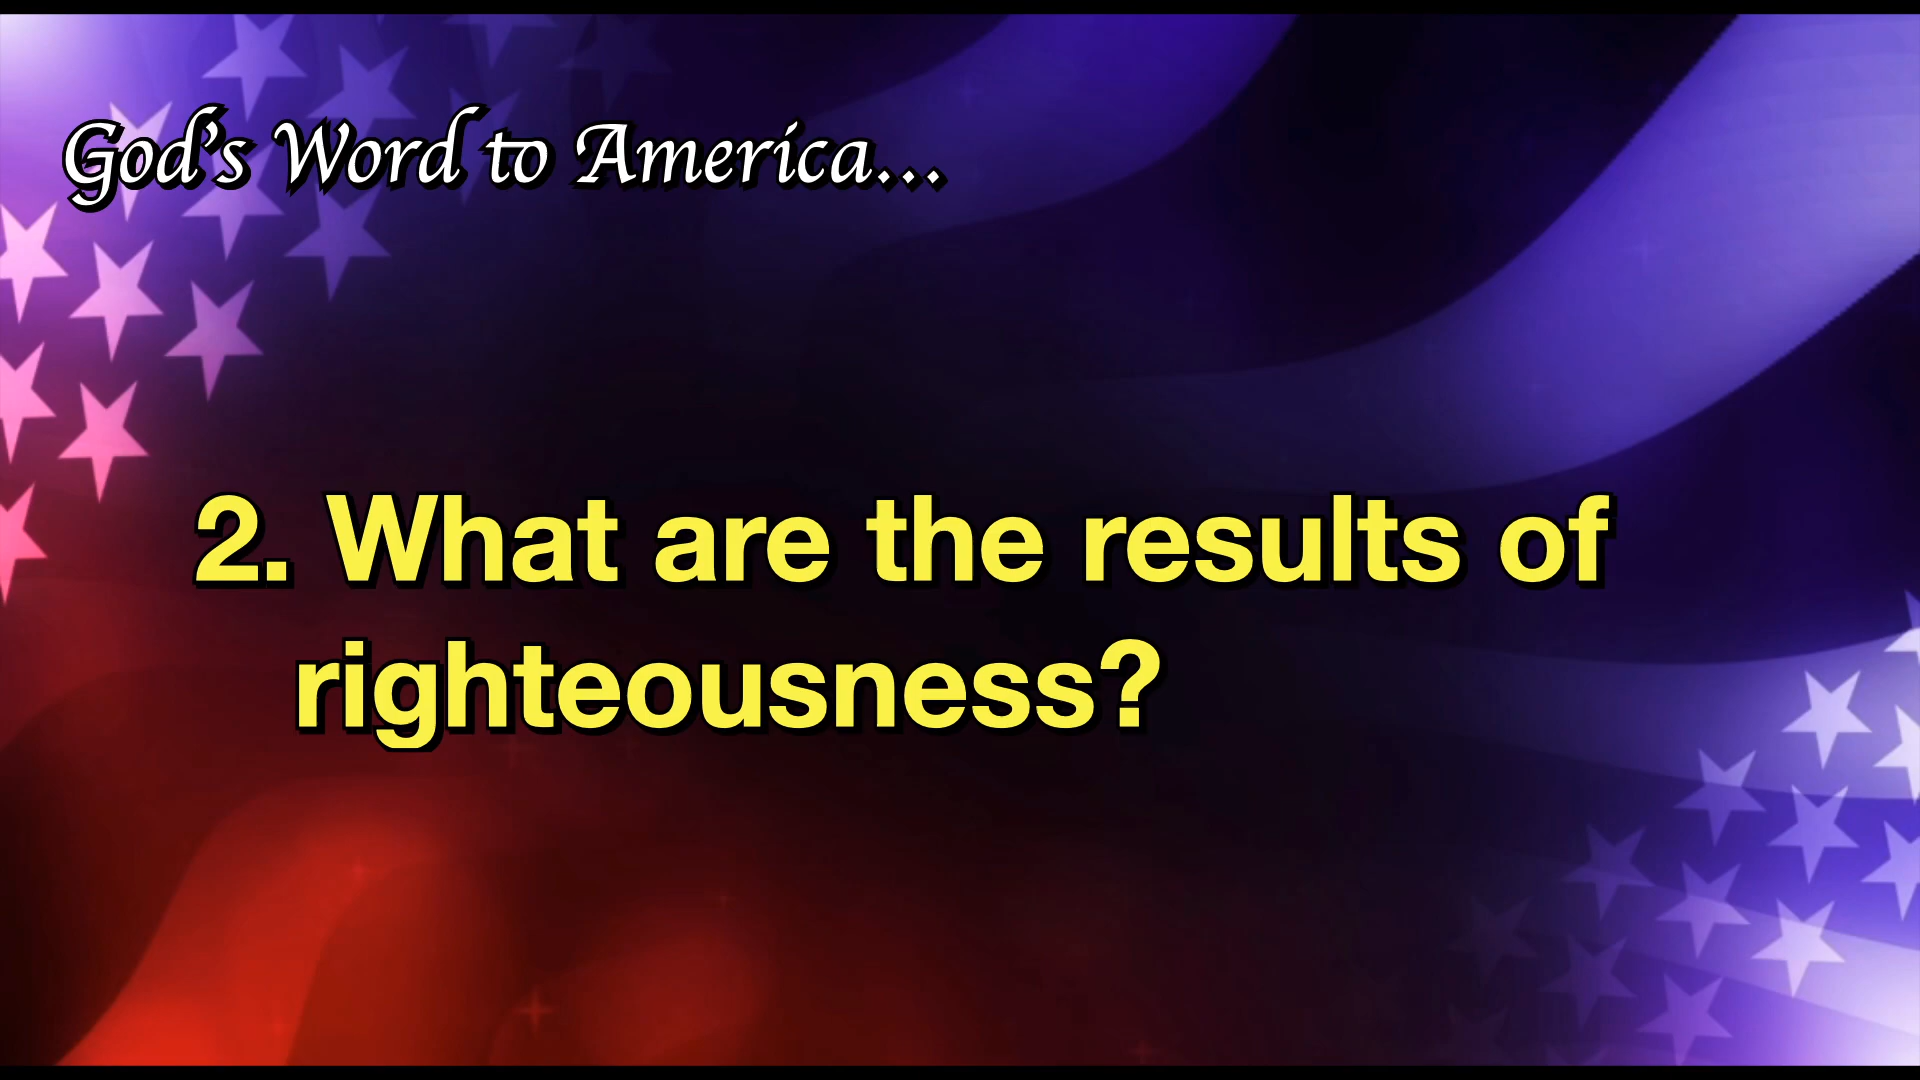 God’s Word to America…
2. What are the results of
righteousness?